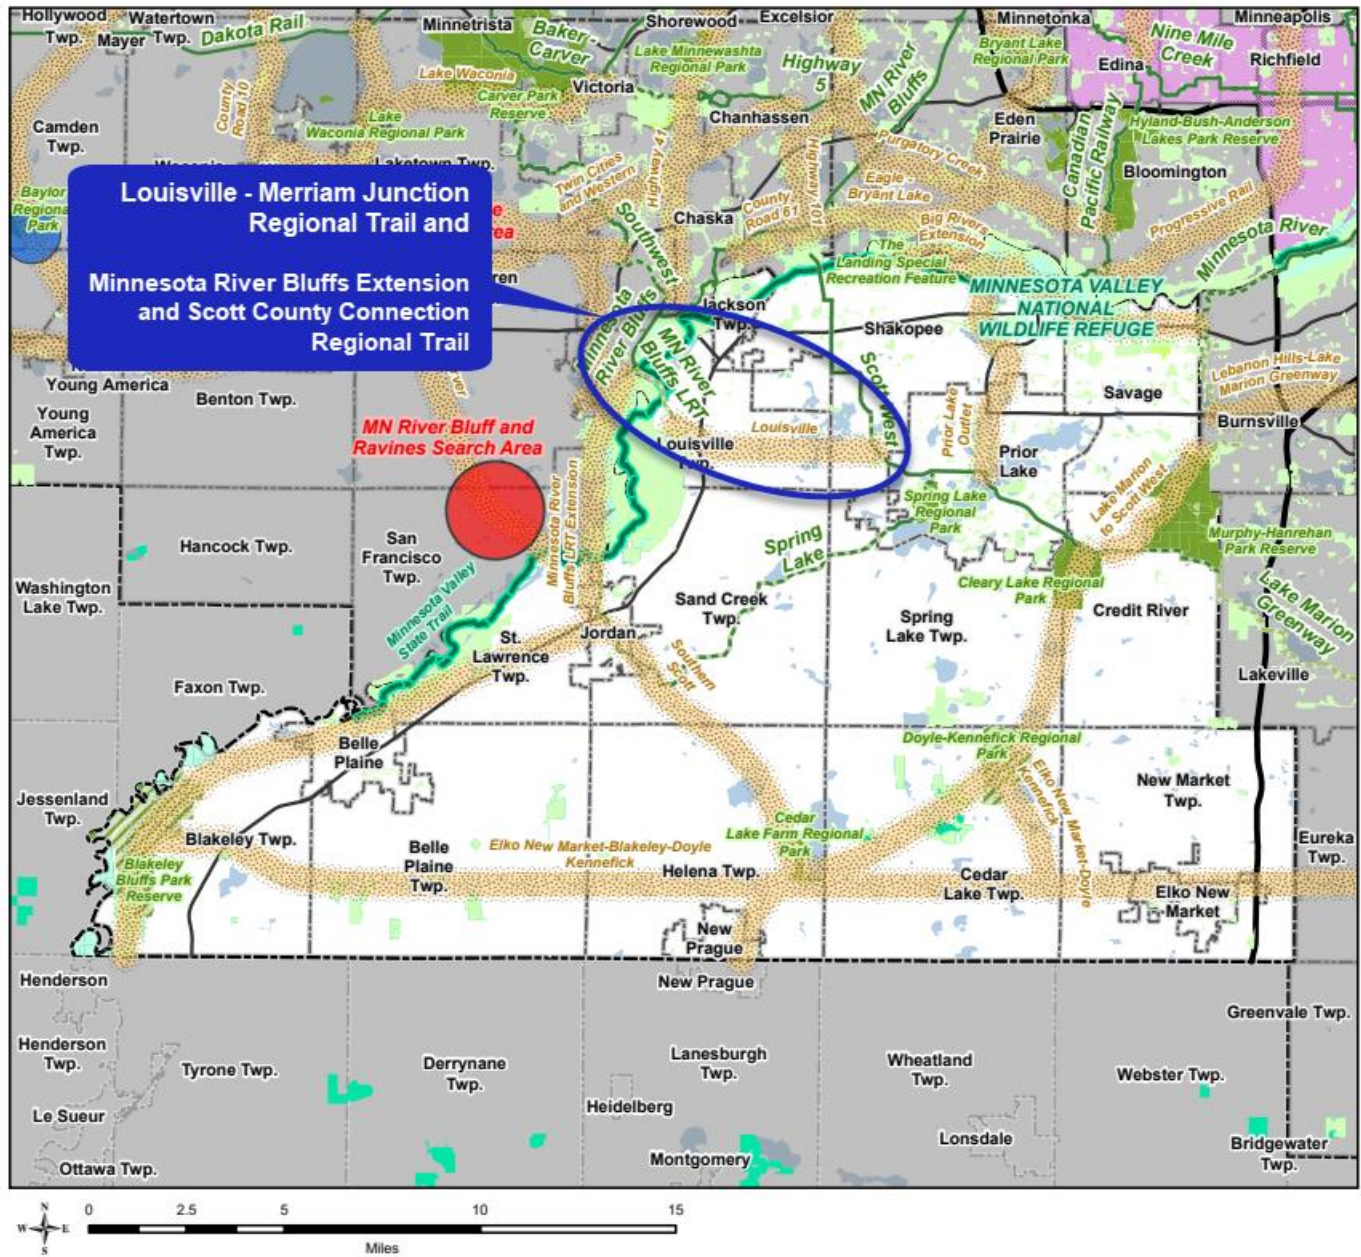 Hollywood
Twp.
Watertown
Twp.
Mayer
Dakota Rail
Minnetrista
Baker -
Carver
Shorewood
Excelsior
Minnetonka
Minneapolis
Lake Minnewashta
Regional Park
Highway
5
MN River
Bluffs
Bryant Lake
Regional Park
Nine Mile
Creek
Edina
Richfield
County
Road 10
Lake Waconia
Victoria
Carver Park
Reserve
Camden
Twp.
Lake
Waconia Regional Park
Chanhassen
Eden
Prairie
Canadian
Pacific Railway
Hyland-Bush-Anderson
Lakes Park Reserve
Laketown Twp.
Twin Cities
and Western
Highway 41
Highway 101
Purgatory Creek
Eagle -
Bryant Lake
Bloomington
Baylor
Regional
Park
Louisville - Merriam Junction
Regional Trail and
Minnesota River Bluffs Extension
and Scott County Connection
Regional Trail
Southwest
Chaska
County
Road 61
Big Rivers
Extension
Progressive Rail
Minnesota River
The
Landing Special
Recreation Feature
MINNESOTA VALLEY
NATIONAL
WILDLIFE REFUGE
Minnesota
River Bluffs
MN River
Bluffs LRT
Jackson
Twp.
Shakopee
Scott West
Lebanon Hills-Lake
Marion Greenway
Young America
Young
America
Twp.
Benton Twp.
Savage
Burnsville
MN River Bluff and
Ravines Search Area
Louisville
Louisville
Twp.
Prior Lake
Outlet
Prior
Lake
Lake Marion
to Scott West
Minnesota River
Bluffs LRT Extension
Spring Lake
Regional
Park
Spring
Lake
Murphy-Hanrehan
Park Reserve
Hancock Twp.
San
Francisco
Twp.
Washington
Lake Twp.
Minnesota Valley
State Trail
Cleary Lake Regional
Park
Lake Marion
Greenway
Sand Creek
Twp.
Spring
Lake Twp.
Credit River
St.
Lawrence
Twp.
Jordan
Southern
Scott
Faxon Twp.
Lakeville
Belle
Plaine
Doyle-Kennefick Regional
Park
Elko New Market-Doyle
Kennefick
New Market
Twp.
Jessenland
Twp.
Blakeley Twp.
Belle
Plaine
Twp.
Elko New Market-Blakeley-Doyle
Kennefick
Cedar
Lake Farm Regional
Park
Helena Twp.
Cedar
Lake Twp.
Elko New
Market
Eureka
Twp.
Blakeley
Bluffs Park
Reserve
New
Prague
Henderson
New Prague
Greenvale Twp.
Henderson
Twp.
Tyrone Twp.
Derrynane
Twp.
Lanesburgh
Twp.
Wheatland
Twp.
Webster Twp.
Le Sueur
Heidelberg
Lonsdale
Bridgewater
Twp.
Ottawa Twp.
Montgomery
N
W E
S
0 2.5 5 10 15
Miles